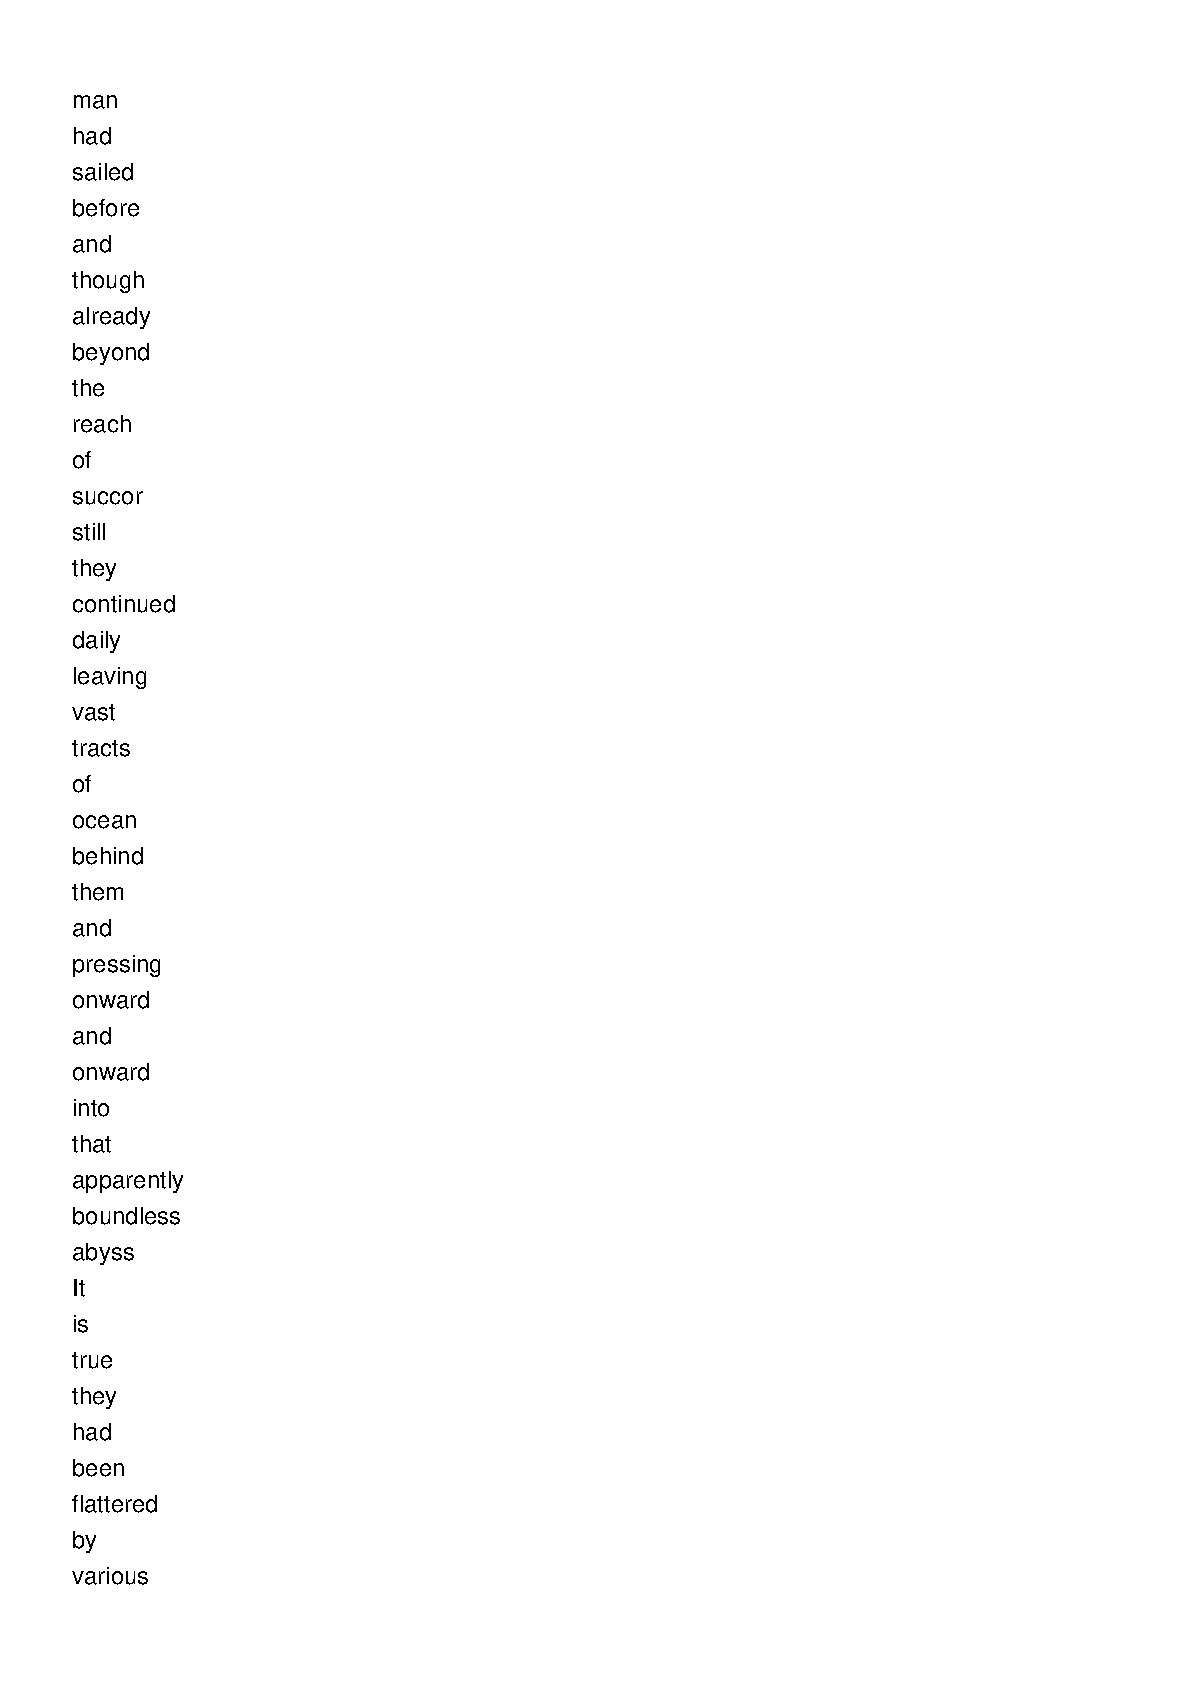 man
had
sailed
before
and
though
already
beyond
the
reach
of
succor
still
they
continued
daily
leaving
vast
tracts
of
ocean
behind
them
and
pressing
onward
and
onward
into
that
apparently
boundless
abyss
It
is
true
they
had
been
flattered
by
various